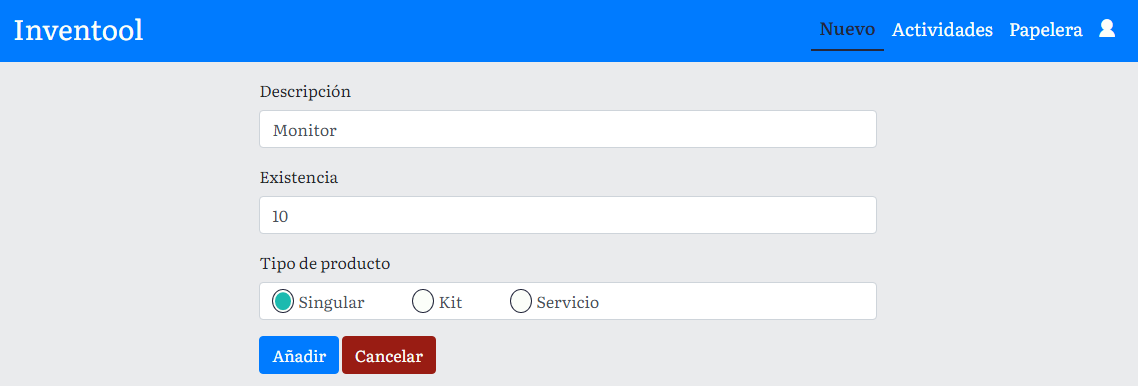 Inventool Nuevo Actividades Papelera
Descripción
Monitor
Existencia
10
Tipo de producto
Singular Kit Servicio
Añadir Cancelar